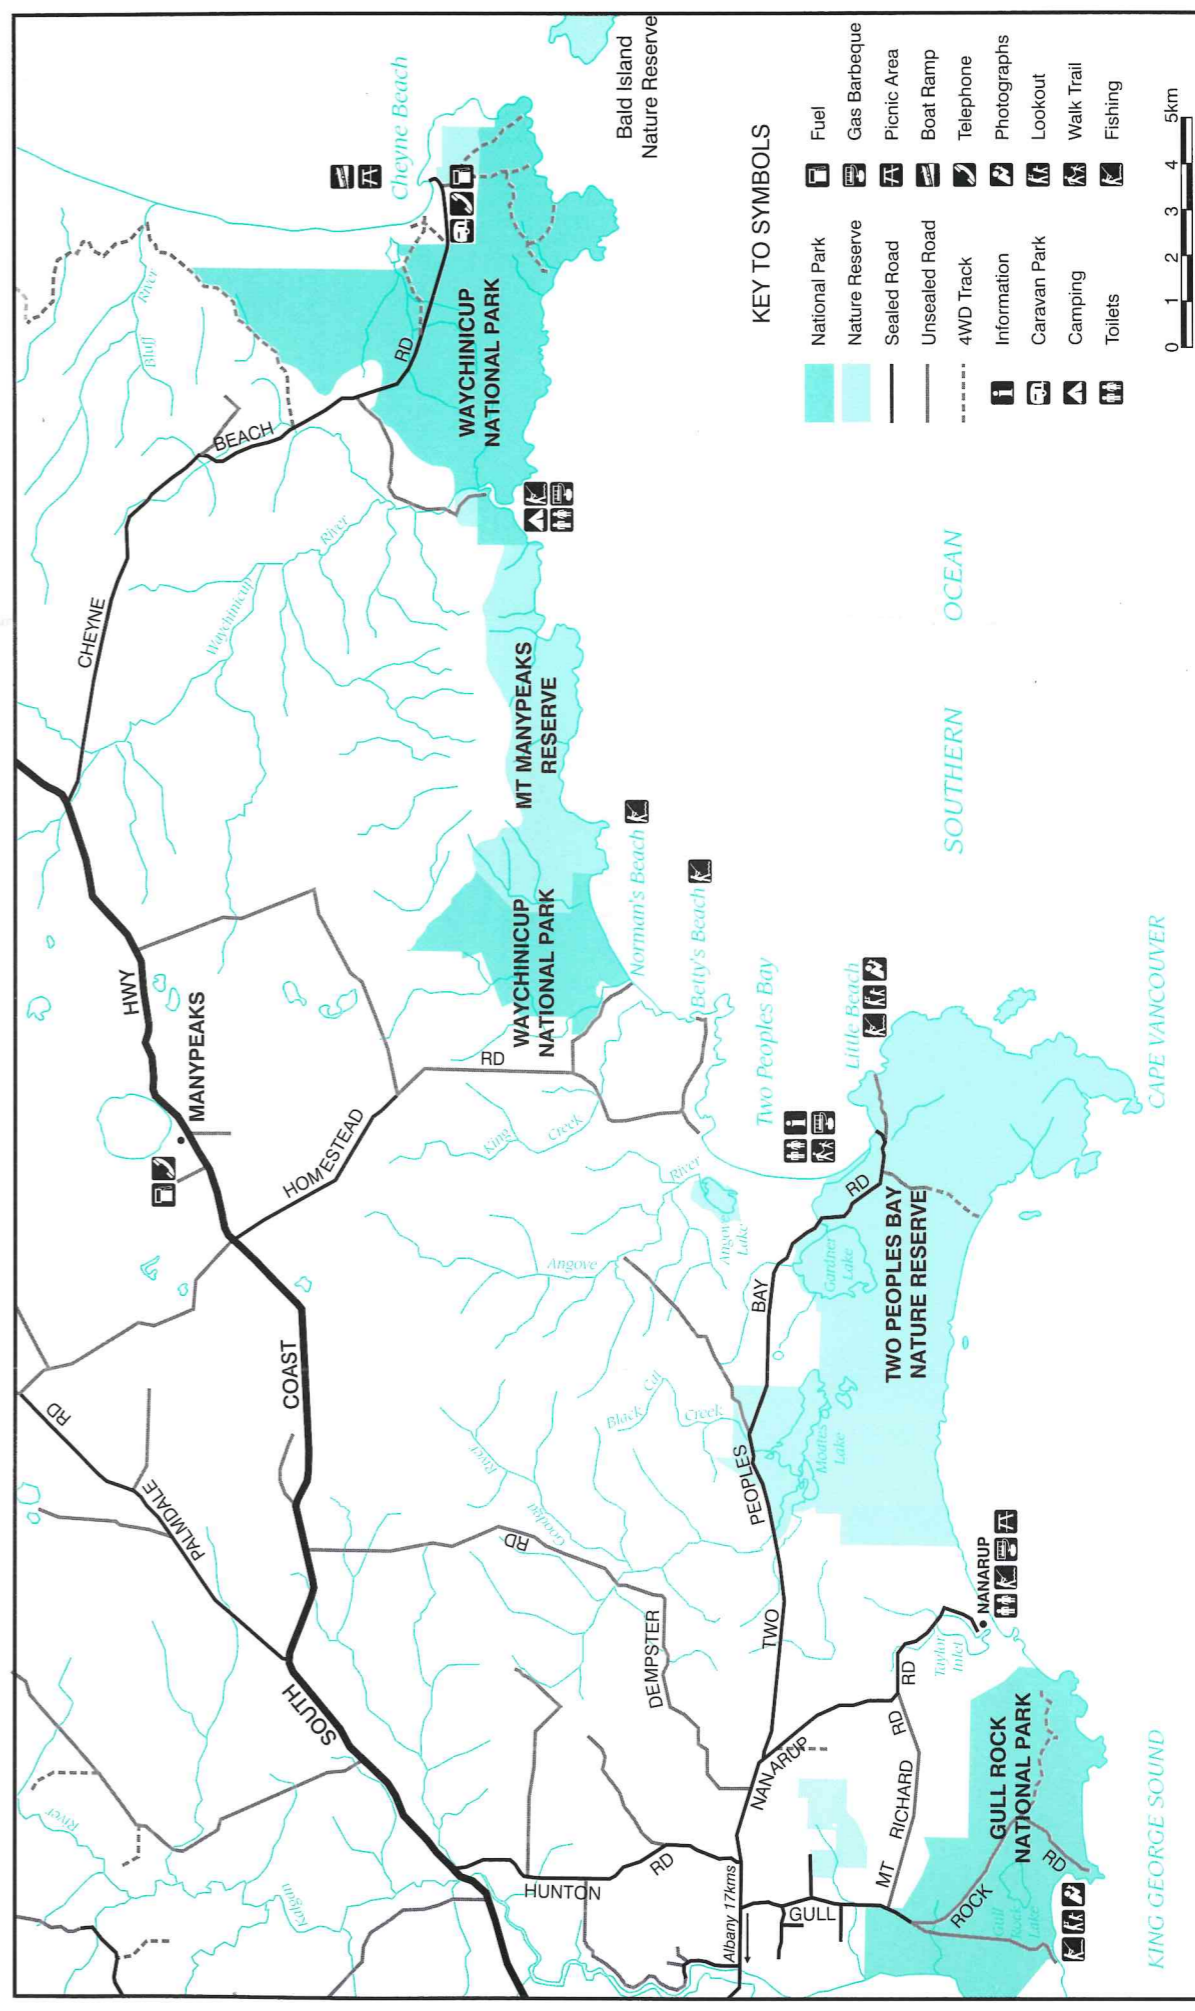 Cheyne Beach
Bald Island
Nature Reserve
River
Bluff
BEACH
RD
WAYCHINICUP
NATIONAL PARK
CHEYNE
Waychinicup
River
MT MANYPEAKS
RESERVE
HWY
MANYPEAKS
WAYCHINICUP
NATIONAL PARK
Norman's Beach
Betty's Beach
RD
HOMESTEAD
King
Creek
Two Peoples Bay
Little Beach
CAPE VANCOUVER
SOUTHERN OCEAN
River
Angove
Angove
Lake
BAY
RD
Gardner
Lake
TWO PEOPLES BAY
NATURE RESERVE
COAST
RD
PALMDALE
Black Cat
Creek
River
Goodga
RD
PEOPLES
Moates
Lake
NANARUP
TWO
DEMPSTER
SOUTH
Taylor
Inlet
RD
NANARUP
RD
RICHARD
MT
GULL ROCK
NATIONAL PARK
RD
ROCK
Gull
Rock
Lake
GULL
HUNTON
RD
Albany 17kms
River
Kalgan
KING GEORGE SOUND
KEY TO SYMBOLS
National Park
Nature Reserve
Sealed Road
Unsealed Road
4WD Track
Information
Caravan Park
Camping
Toilets
Fuel
Gas Barbeque
Picnic Area
Boat Ramp
Telephone
Photographs
Lookout
Walk Trail
Fishing
0 1 2 3 4 5km